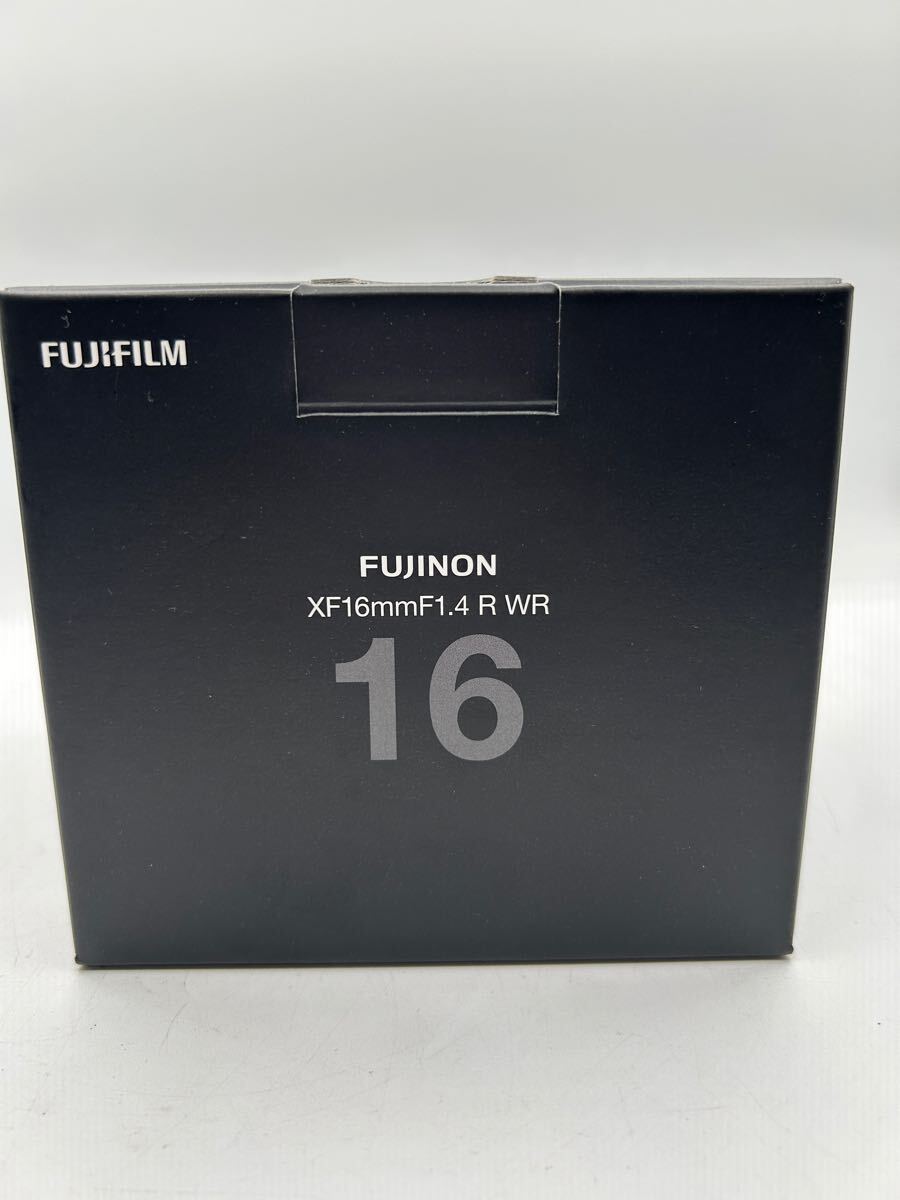 FUJIFILM
FUJINON
XF16mmF1.4 R WR
16